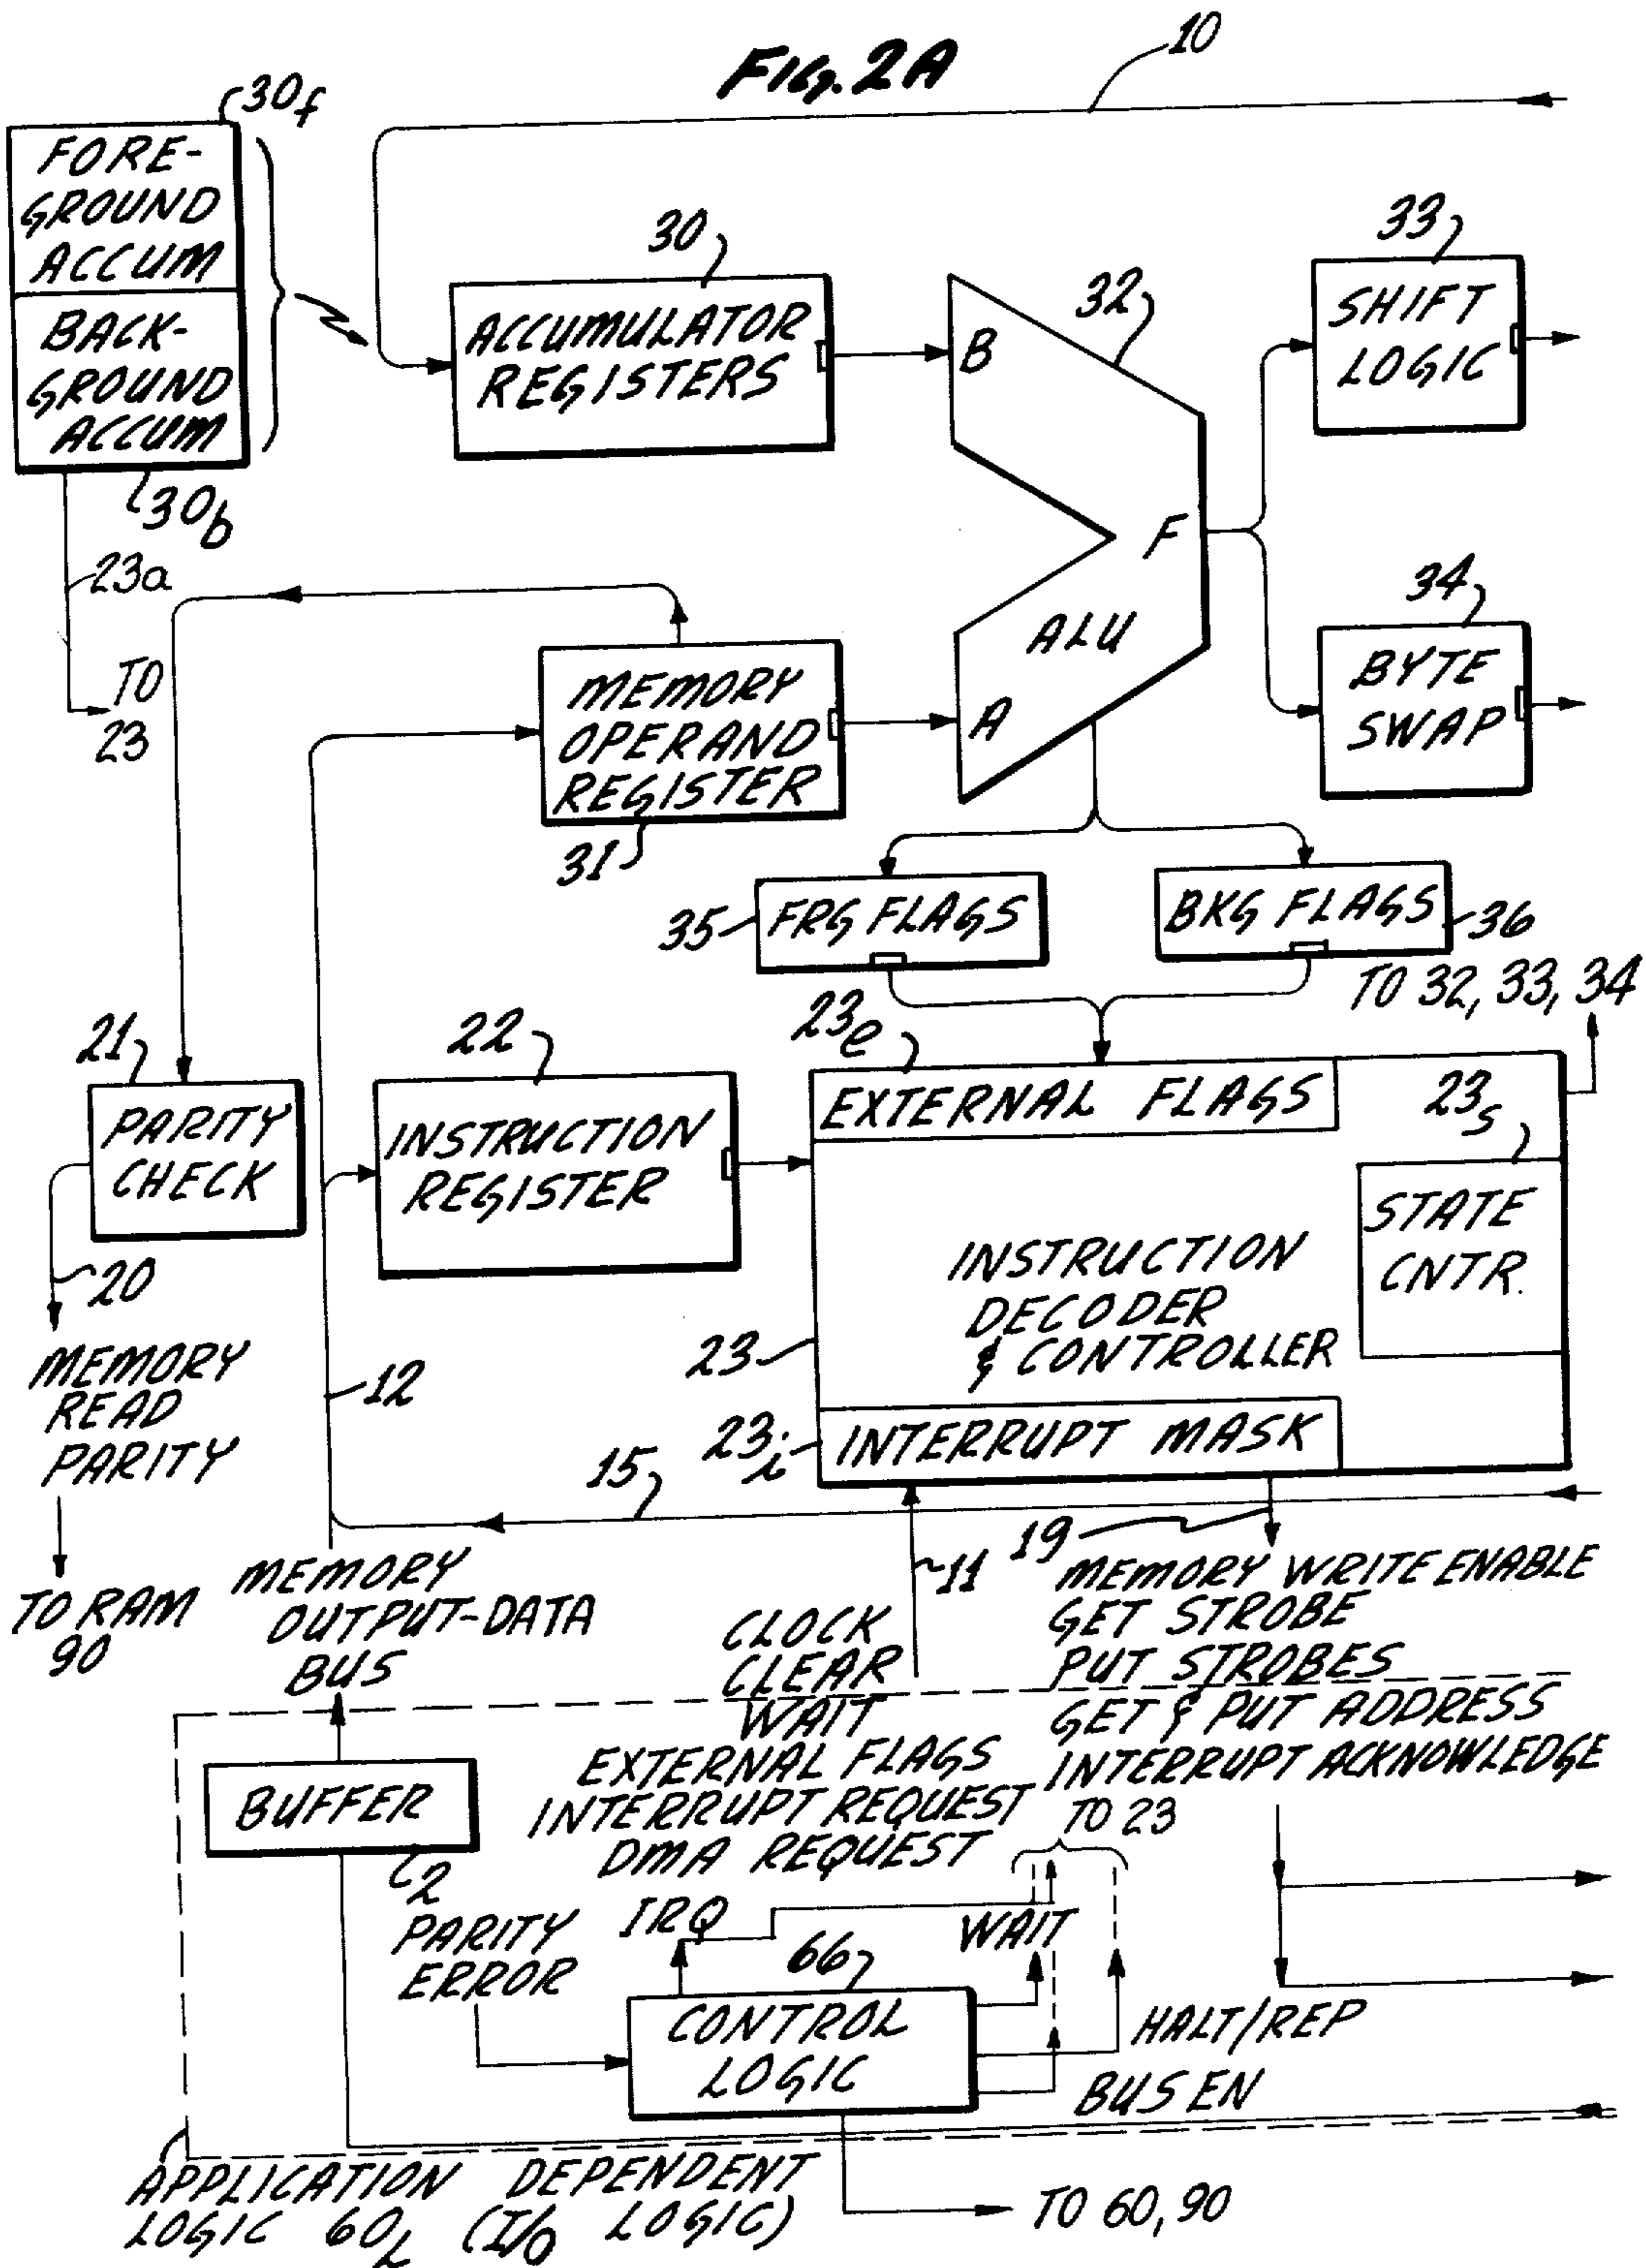 FIG. 2A
10
30f
FORE-
GROUND
ACCUM
BACK-
GROUND
ACCUM
30b
23a
TO
23
30
ACCUMULATOR
REGISTERS
B
32
F
ALU
A
33
SHIFT
LOGIC
34
BYTE
SWAP
MEMORY
OPERAND
REGISTER
31
35
FRG FLAGS
BKG FLAGS
36
TO 32, 33, 34
21
PARITY
CHECK
20
MEMORY
READ
PARITY
TO RAM
90
22
INSTRUCTION
REGISTER
23e
EXTERNAL FLAGS
23s
STATE
CNTR.
INSTRUCTION
DECODER
& CONTROLLER
23
23i
INTERRUPT MASK
12
15
11
19
MEMORY
OUTPUT-DATA
BUS
CLOCK
CLEAR
WAIT
EXTERNAL FLAGS
INTERRUPT REQUEST
DMA REQUEST
MEMORY WRITE ENABLE
GET STROBE
PUT STROBES
GET & PUT ADDRESS
INTERRUPT ACKNOWLEDGE
TO 23
BUFFER
2
PARITY
ERROR
IRQ
WAIT
66
CONTROL
LOGIC
HALT/REP
BUS EN
APPLICATION DEPENDENT
LOGIC 60L (I/O LOGIC)
TO 60, 90